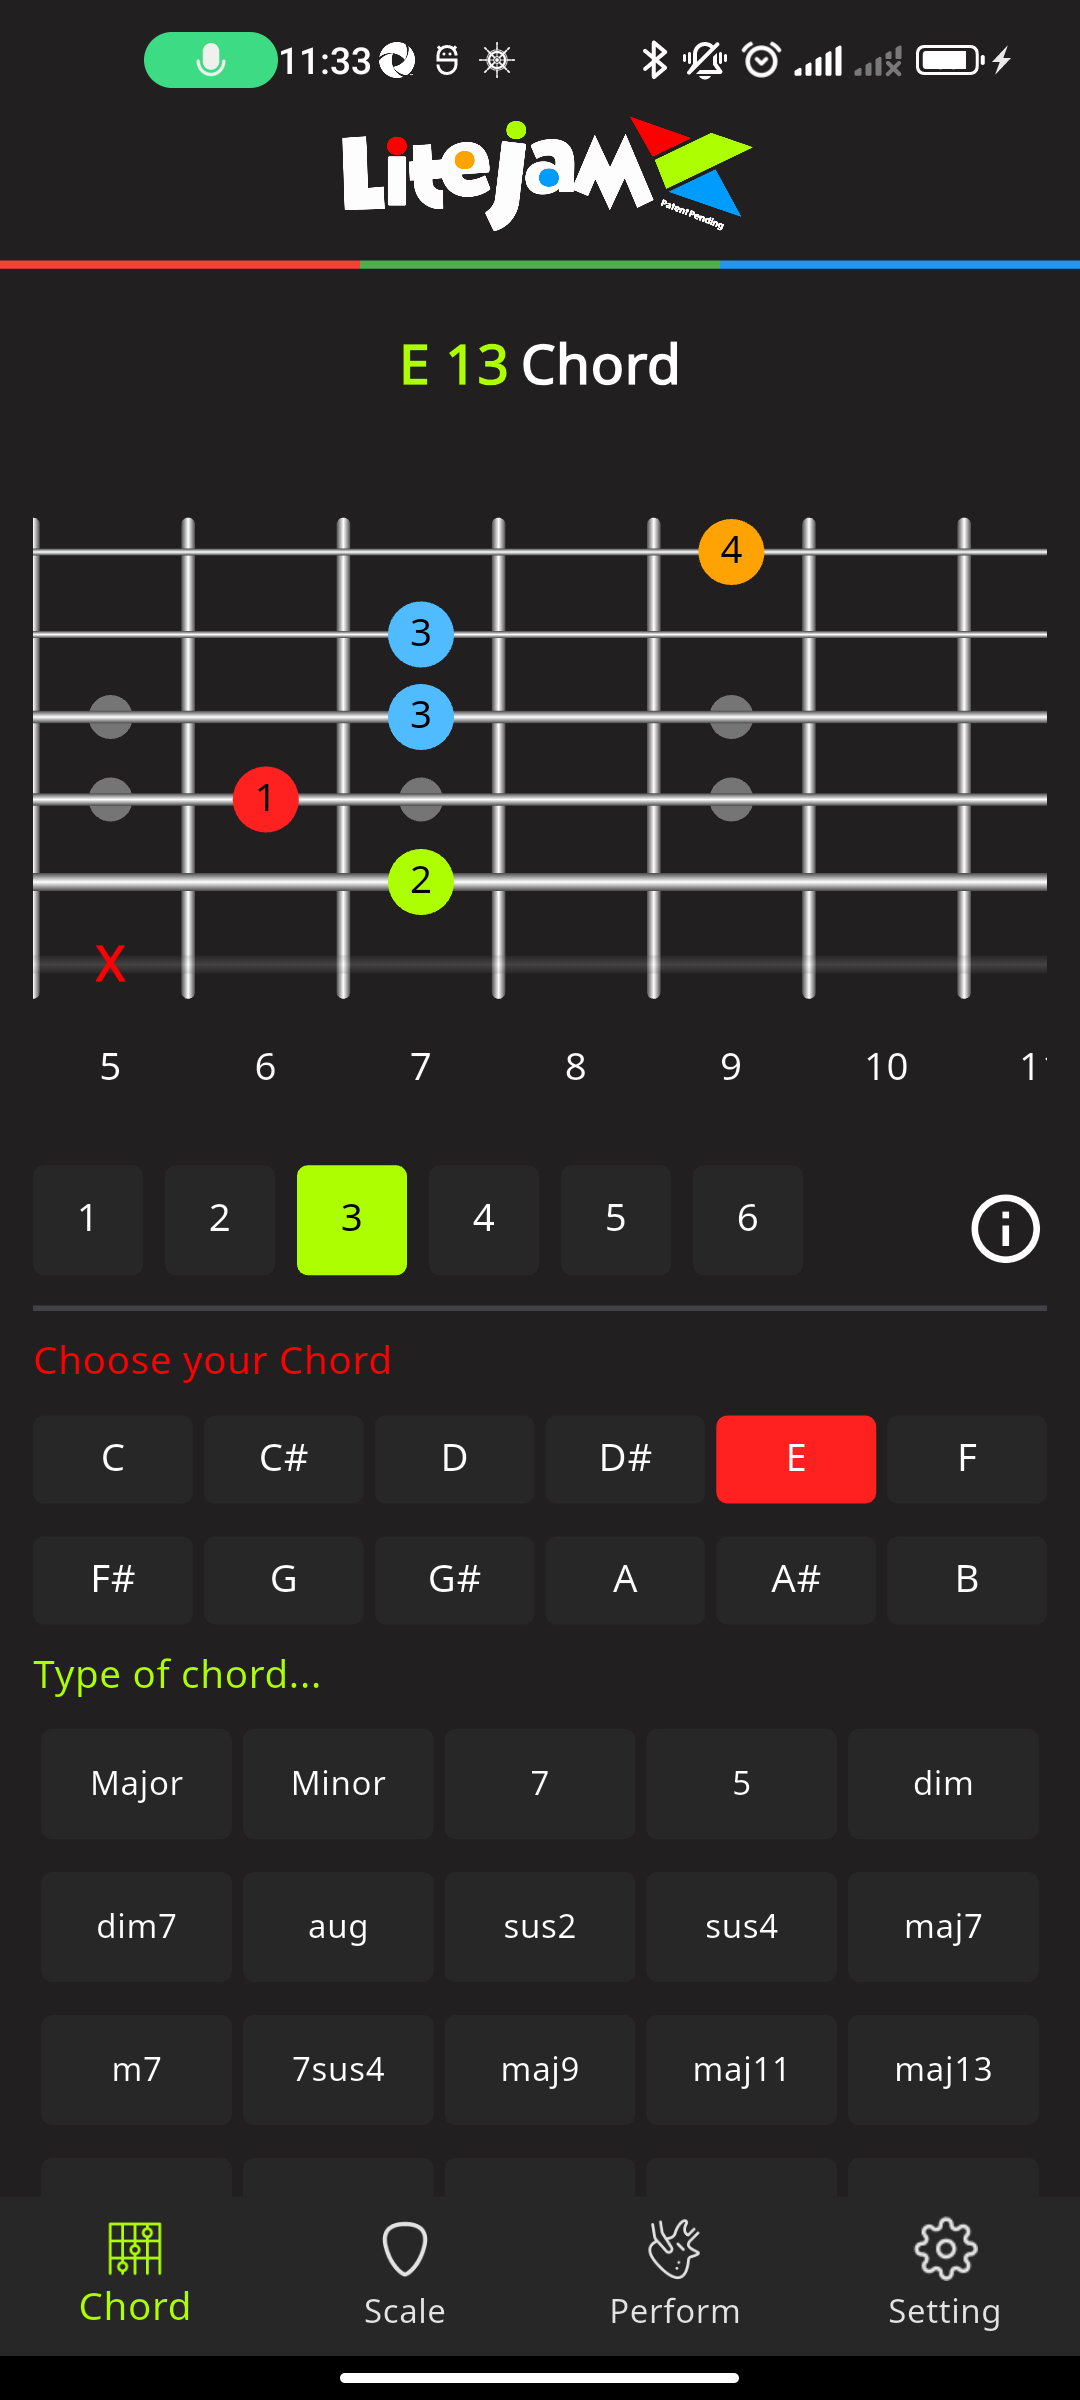 11:33
Litejam
Patent Pending
E 13 Chord
4
3
3
1
2
X
5 6 7 8 9 10 11
1 2 3 4 5 6
Choose your Chord
C C# D D# E F
F# G G# A A# B
Type of chord...
Major Minor 7 5 dim
dim7 aug sus2 sus4 maj7
m7 7sus4 maj9 maj11 maj13
Chord Scale Perform Setting